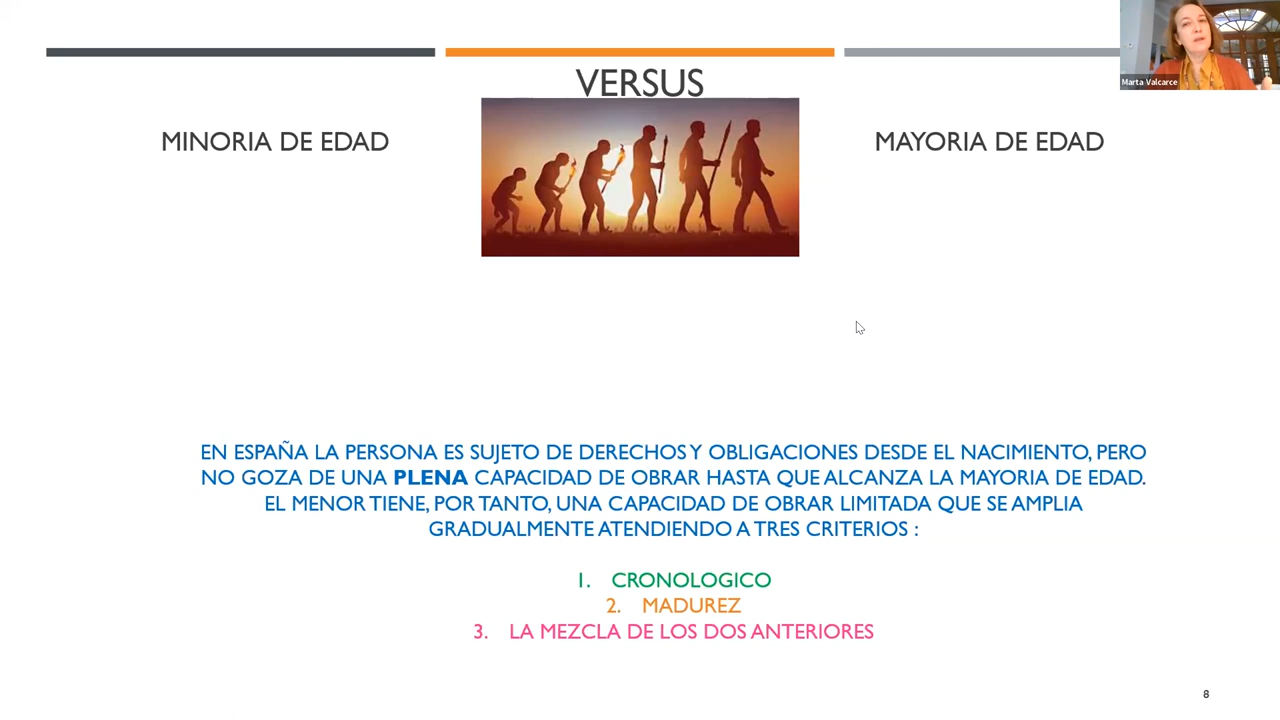 VERSUS
MINORIA DE EDAD
MAYORIA DE EDAD
Marta Valcarce
EN ESPAÑA LA PERSONA ES SUJETO DE DERECHOS Y OBLIGACIONES DESDE EL NACIMIENTO, PERO
NO GOZA DE UNA PLENA CAPACIDAD DE OBRAR HASTA QUE ALCANZA LA MAYORIA DE EDAD.
EL MENOR TIENE, POR TANTO, UNA CAPACIDAD DE OBRAR LIMITADA QUE SE AMPLIA
GRADUALMENTE ATENDIENDO A TRES CRITERIOS :
1. CRONOLOGICO
2. MADUREZ
3. LA MEZCLA DE LOS DOS ANTERIORES
8